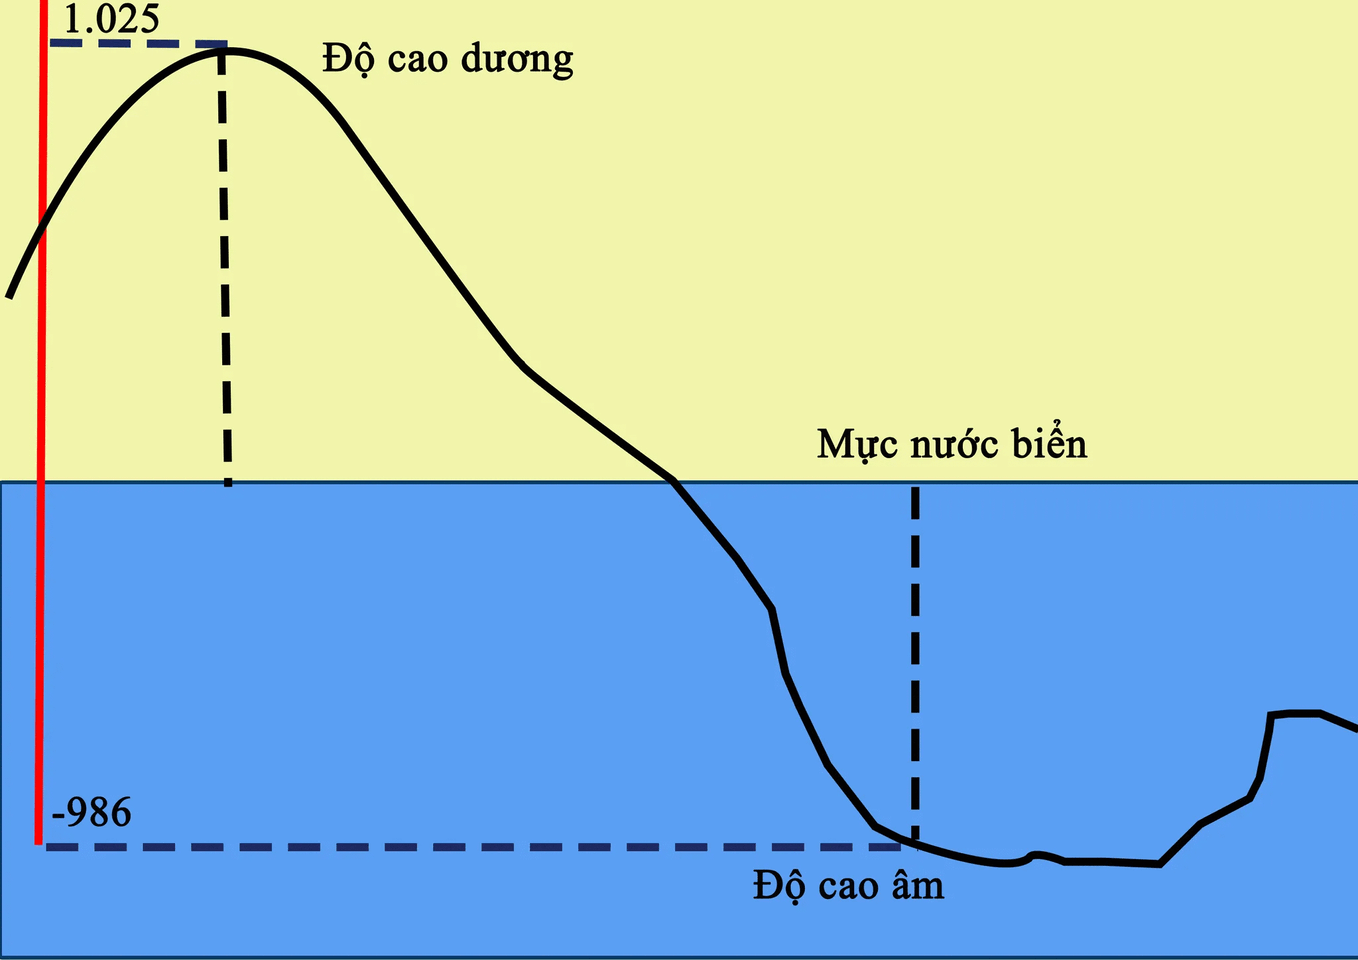 1.025
Độ cao dương
Mực nước biển
-986
Độ cao âm